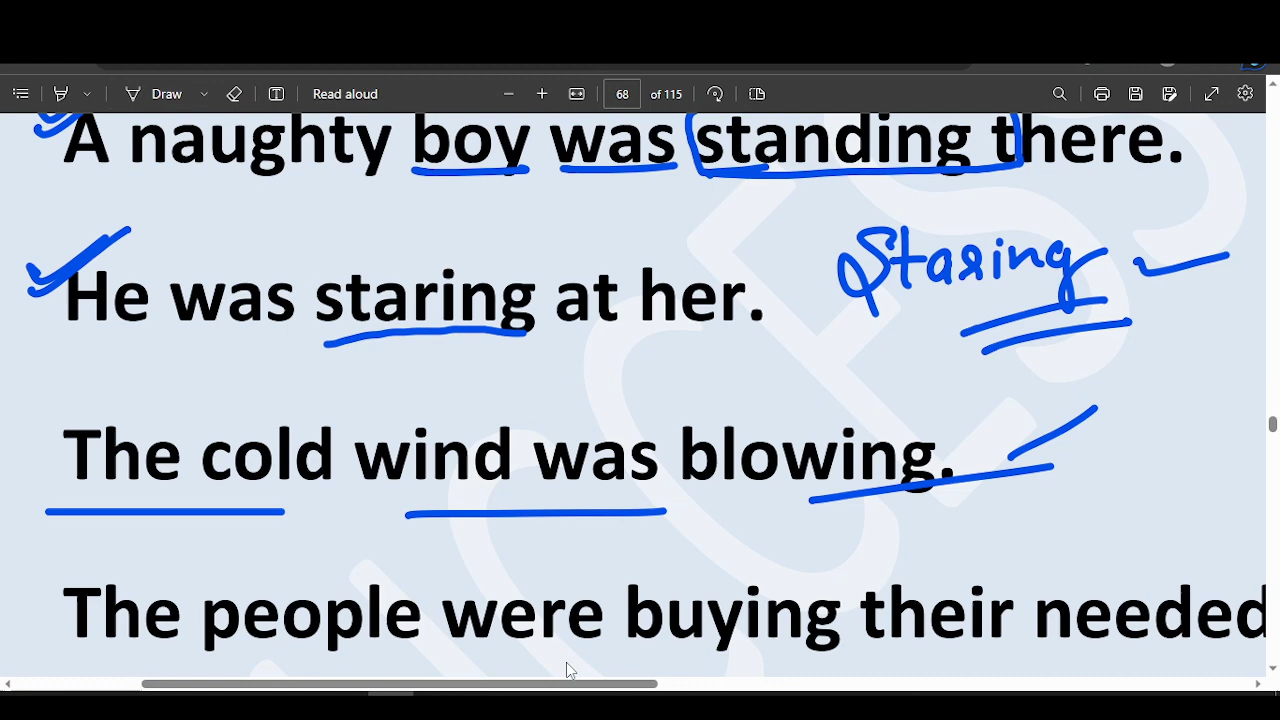 Draw Read aloud 68 of 115
A naughty boy was standing there.
He was staring at her. Staring
The cold wind was blowing.
The people were buying their needed